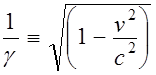 1/γ ≡ √(1 − v²/c²)